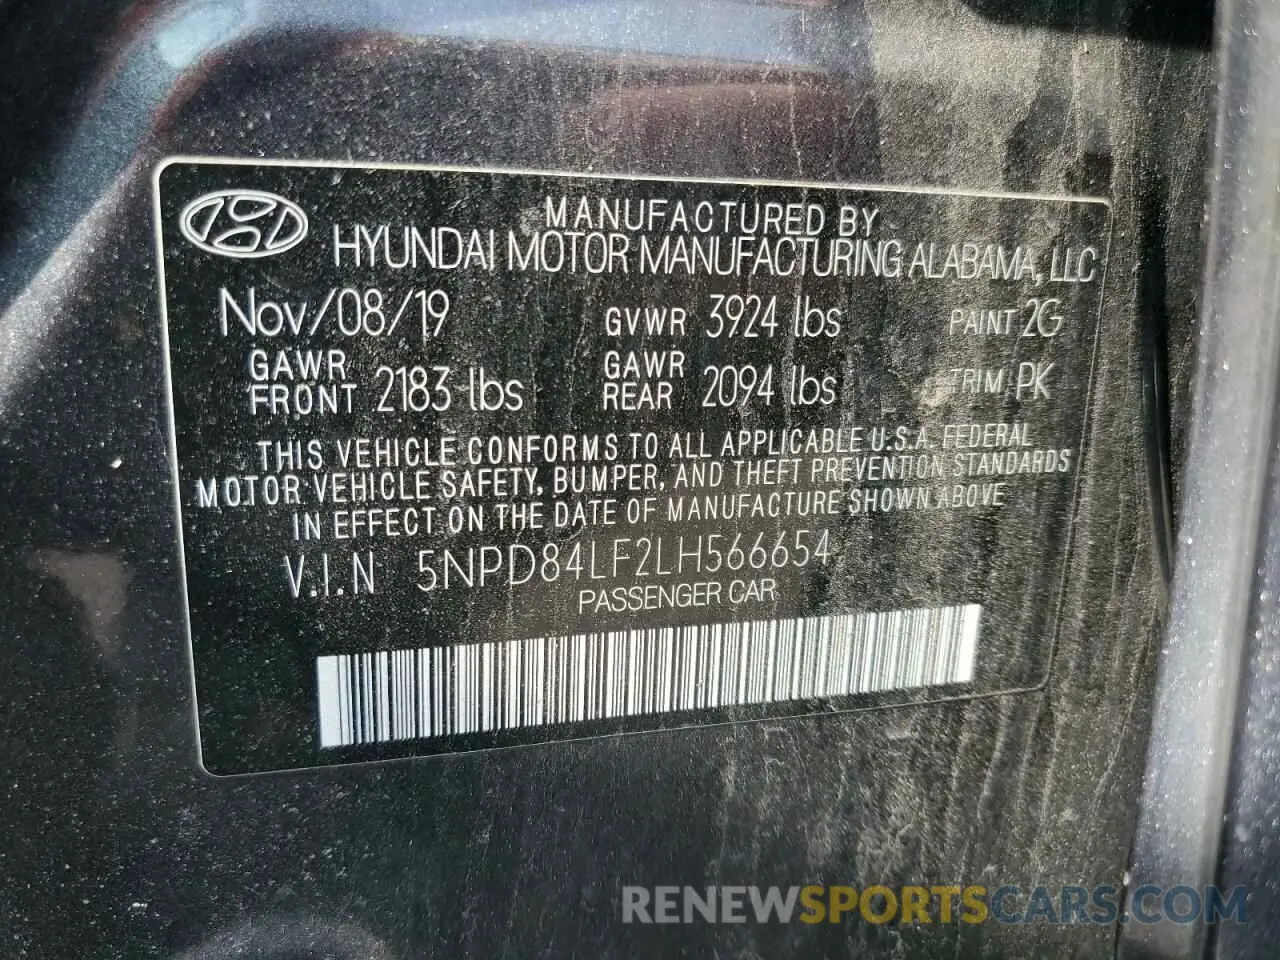 MANUFACTURED BY
HYUNDAI MOTOR MANUFACTURING ALABAMA, LLC
Nov/08/19 GVWR 3924 lbs PAINT 2G
GAWR FRONT 2183 lbs GAWR REAR 2094 lbs TRIM PK
THIS VEHICLE CONFORMS TO ALL APPLICABLE U.S.A. FEDERAL
MOTOR VEHICLE SAFETY, BUMPER, AND THEFT PREVENTION STANDARDS
IN EFFECT ON THE DATE OF MANUFACTURE SHOWN ABOVE
V.I.N 5NPD84LF2LH566654
PASSENGER CAR
RENEWSPORTSCARS.COM